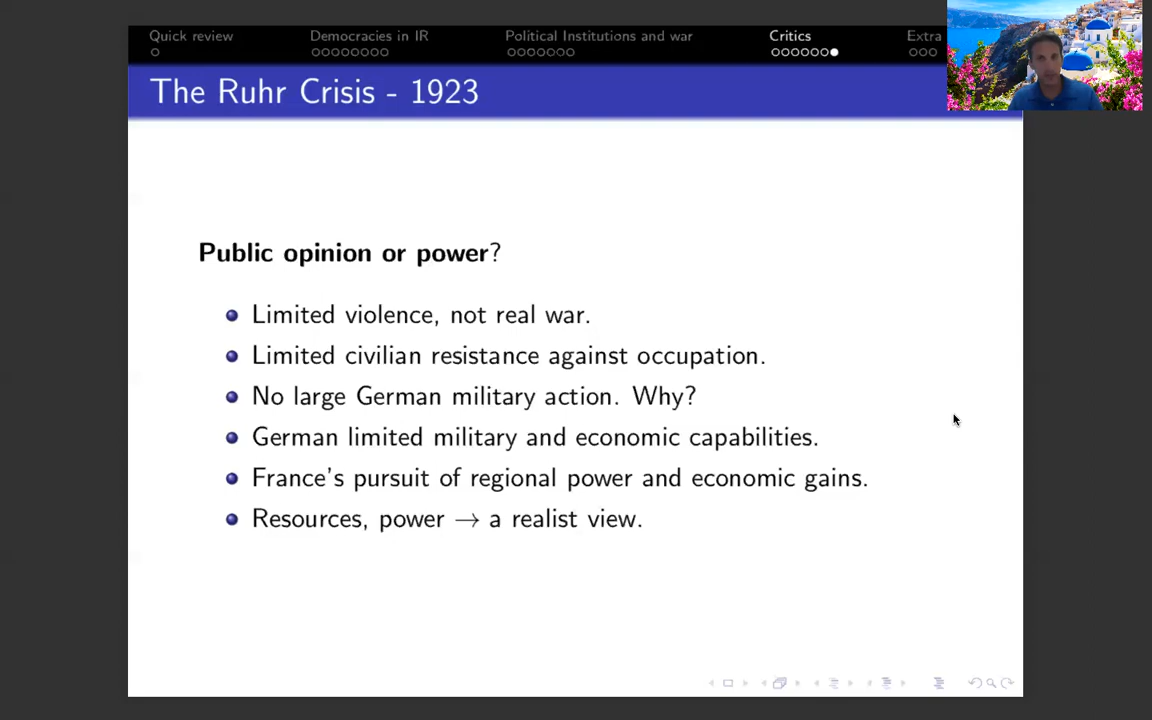 Quick review
Democracies in IR
Political Institutions and war
Critics
Extra
The Ruhr Crisis - 1923
Public opinion or power?
Limited violence, not real war.
Limited civilian resistance against occupation.
No large German military action. Why?
German limited military and economic capabilities.
France's pursuit of regional power and economic gains.
Resources, power → a realist view.